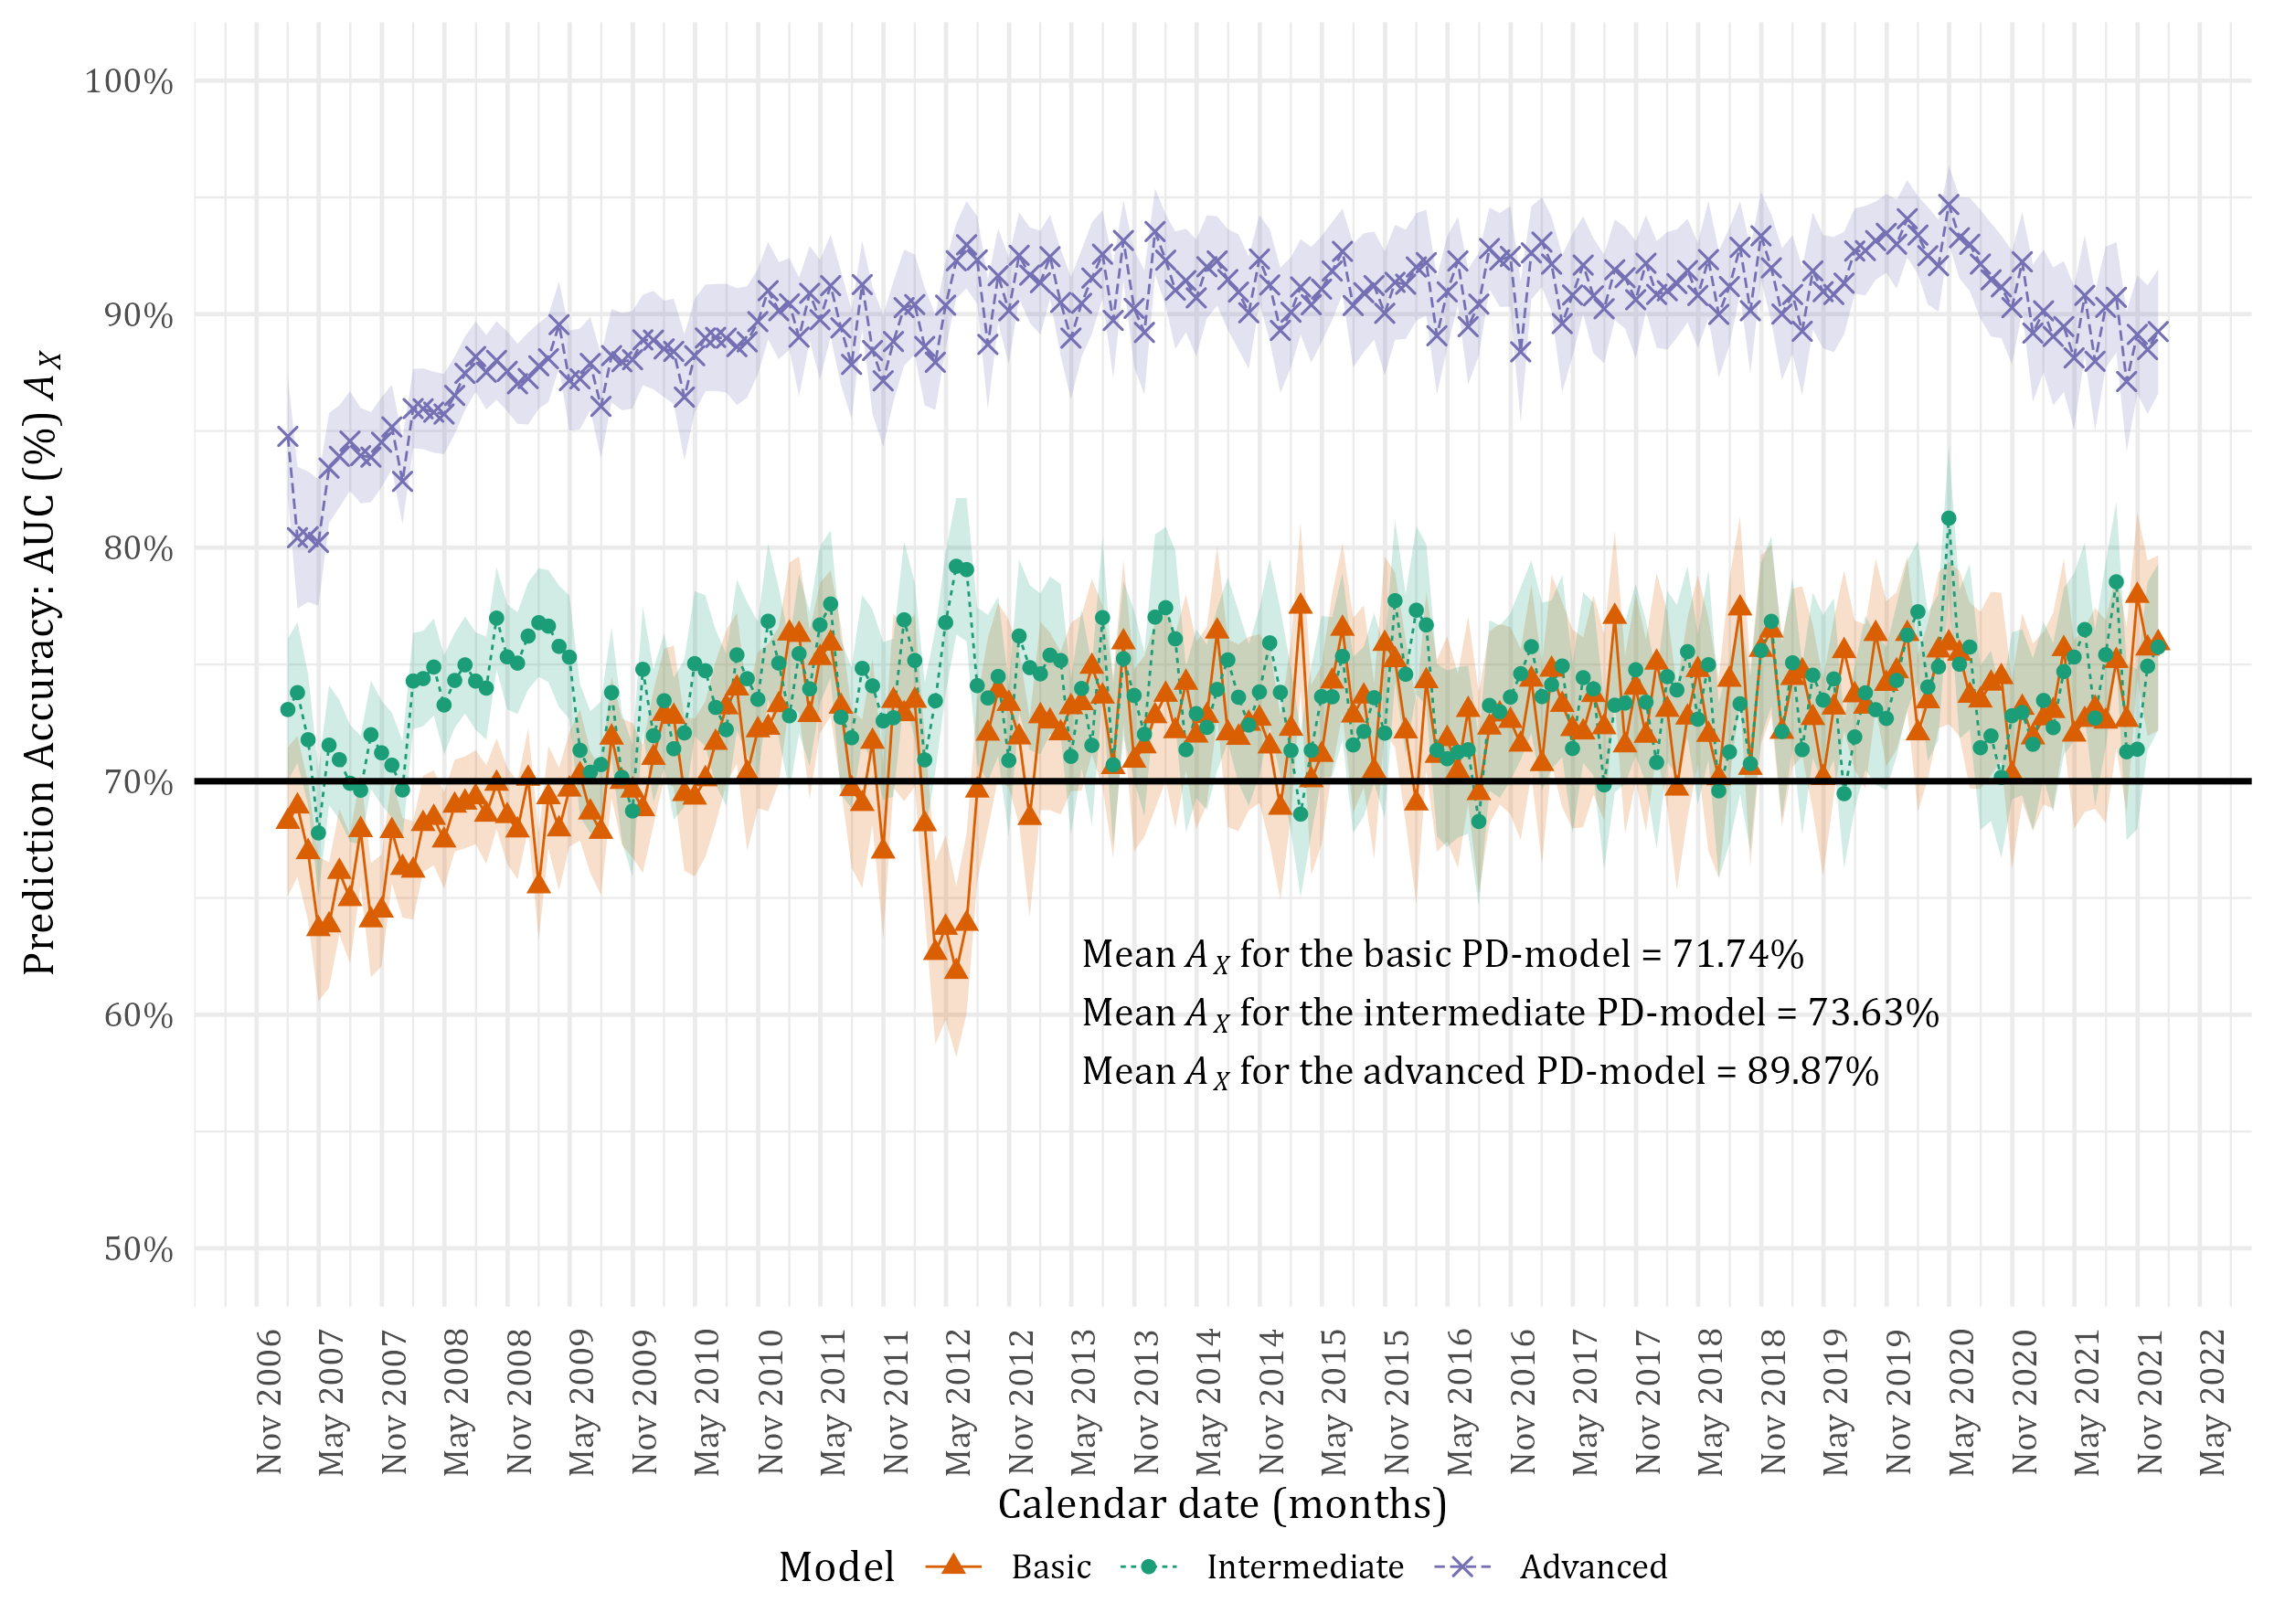 100%
90%
80%
70%
60%
50%
Prediction Accuracy: AUC (%) A X
Mean A X for the basic PD-model = 71.74%
Mean A X for the intermediate PD-model = 73.63%
Mean A X for the advanced PD-model = 89.87%
Nov 2006
May 2007
Nov 2007
May 2008
Nov 2008
May 2009
Nov 2009
May 2010
Nov 2010
May 2011
Nov 2011
May 2012
Nov 2012
May 2013
Nov 2013
May 2014
Nov 2014
May 2015
Nov 2015
May 2016
Nov 2016
May 2017
Nov 2017
May 2018
Nov 2018
May 2019
Nov 2019
May 2020
Nov 2020
May 2021
Nov 2021
May 2022
Calendar date (months)
Model Basic Intermediate Advanced